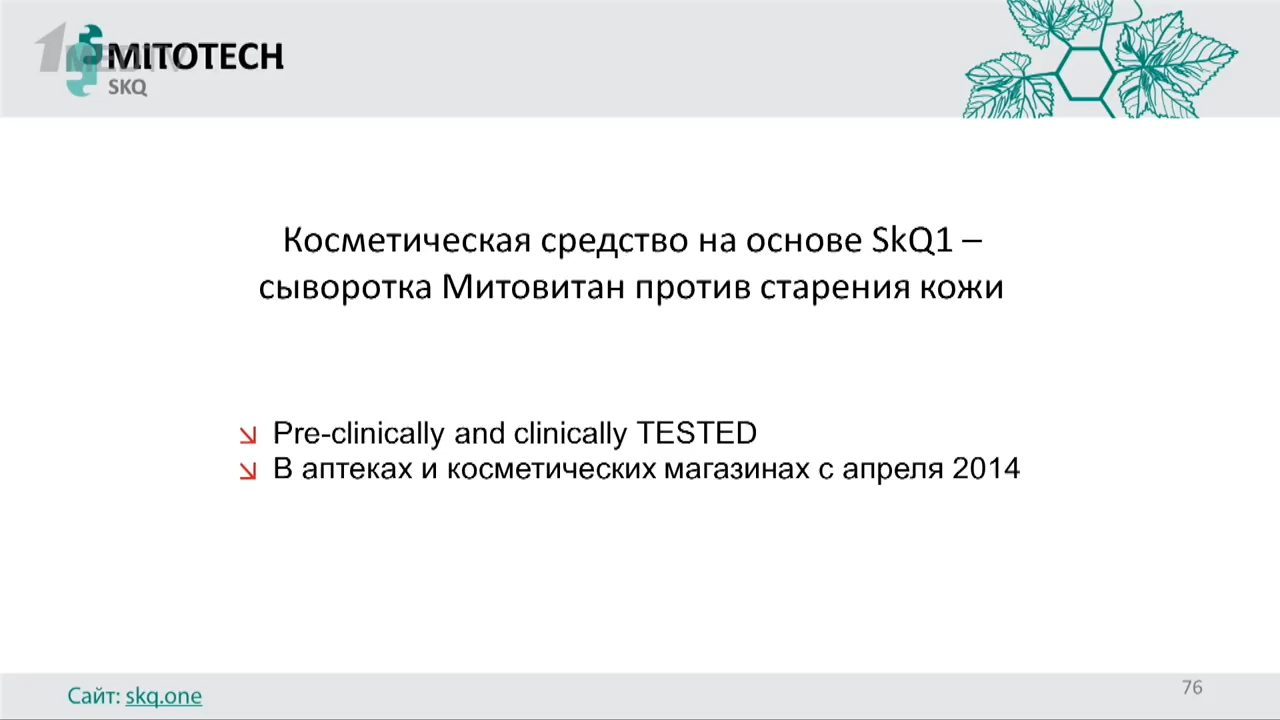 1MEDTV
MITOTECH
SKQ
Косметическая средство на основе SkQ1 –
сыворотка Митовитан против старения кожи
Pre-clinically and clinically TESTED
В аптеках и косметических магазинах с апреля 2014
Сайт: skq.one
76